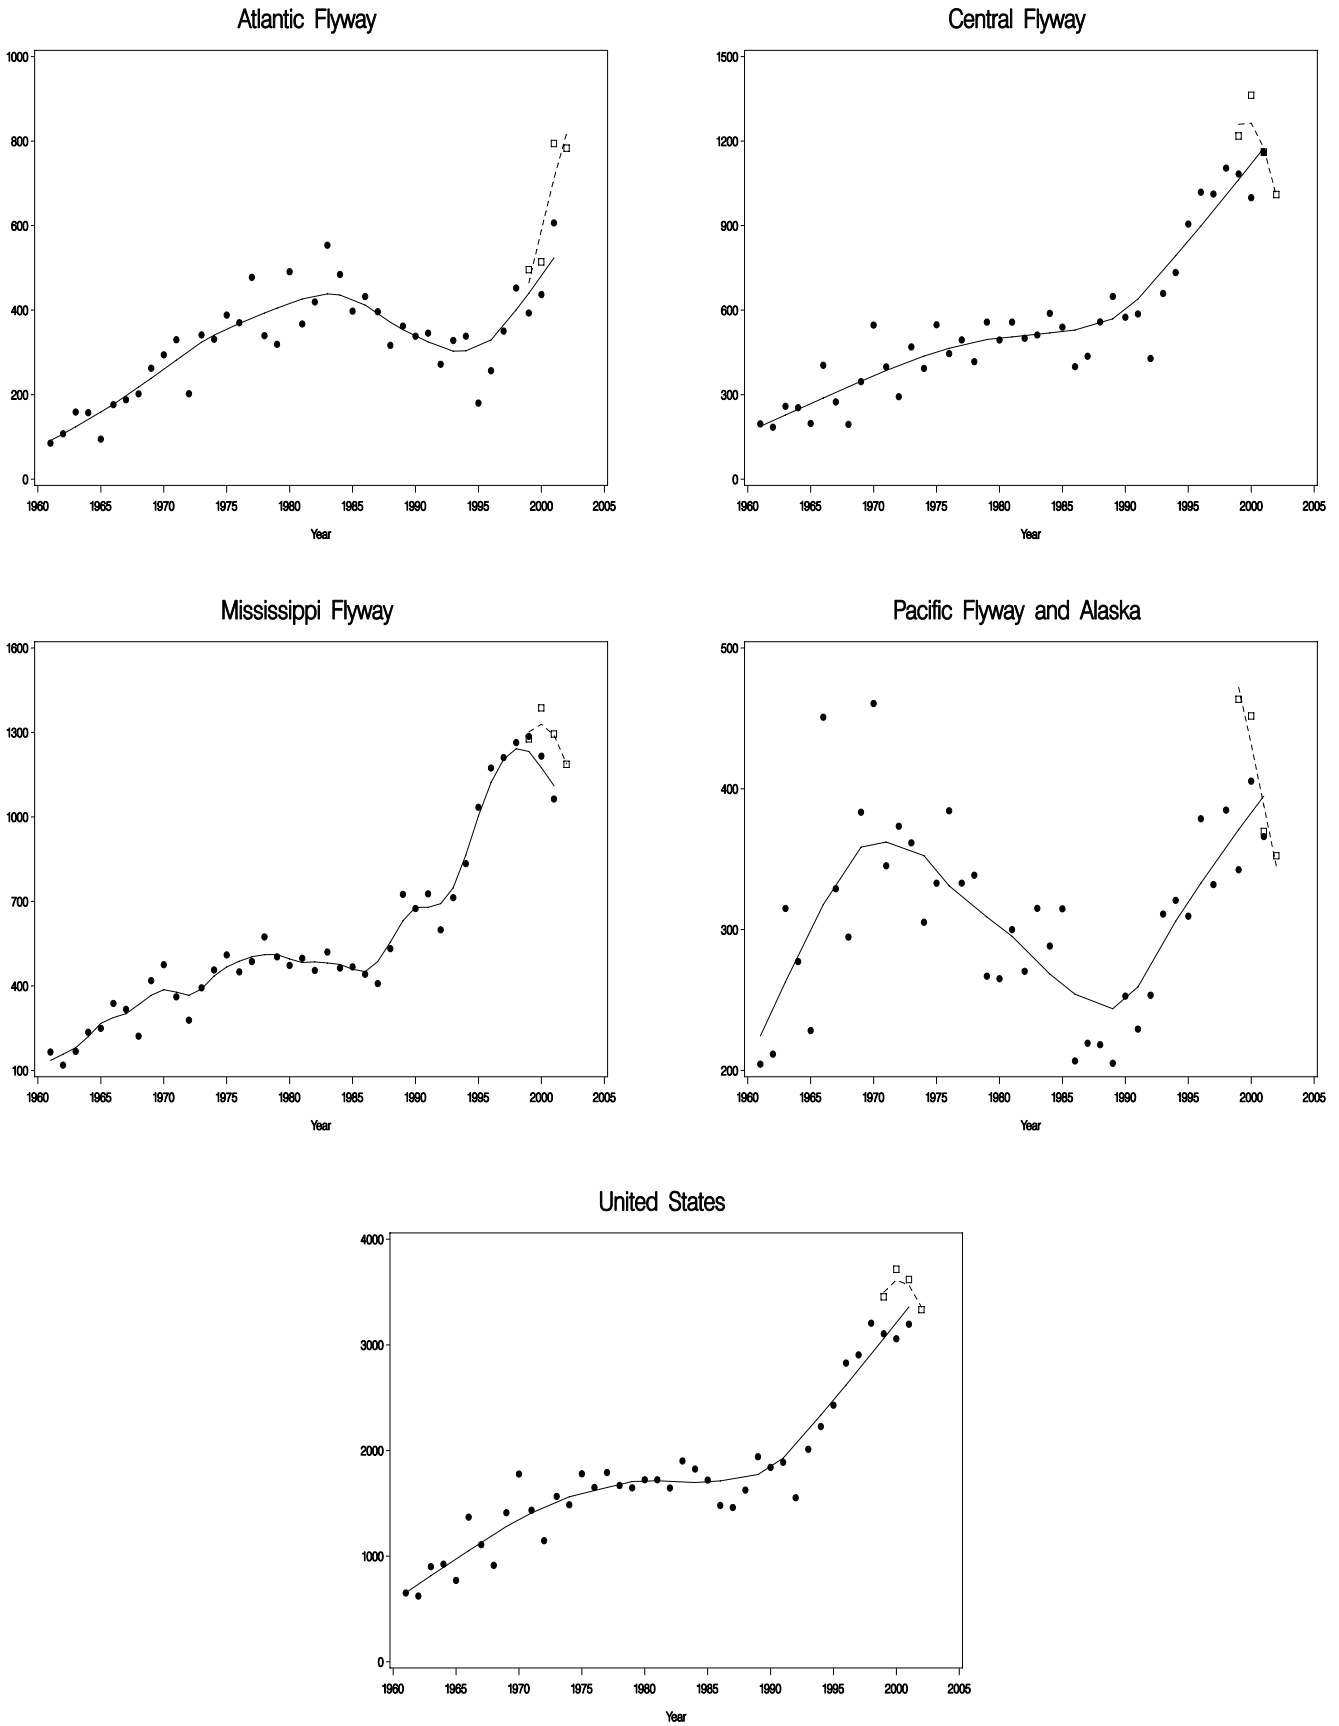 Atlantic Flyway
1000
800
600
400
200
0
1960 1965 1970 1975 1980 1985 1990 1995 2000 2005
Year
Central Flyway
1500
1200
900
600
300
0
1960 1965 1970 1975 1980 1985 1990 1995 2000 2005
Year
Mississippi Flyway
1600
1300
1000
700
400
100
1960 1965 1970 1975 1980 1985 1990 1995 2000 2005
Year
Pacific Flyway and Alaska
500
400
300
200
1960 1965 1970 1975 1980 1985 1990 1995 2000 2005
Year
United States
4000
3000
2000
1000
0
1960 1965 1970 1975 1980 1985 1990 1995 2000 2005
Year